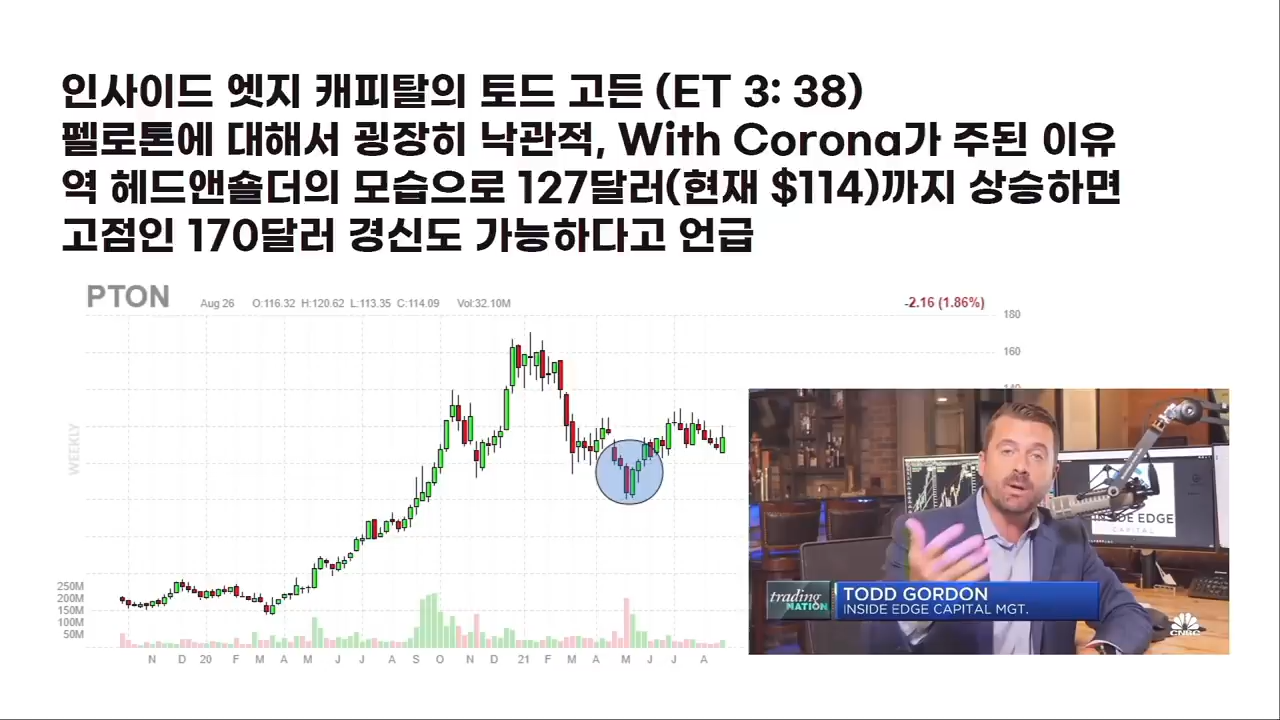 인사이드 엣지 캐피탈의 토드 고든 (ET 3: 38)
펠로톤에 대해서 굉장히 낙관적, With Corona가 주된 이유
역 헤드앤숄더의 모습으로 127달러(현재 $114)까지 상승하면
고점인 170달러 경신도 가능하다고 언급
PTON Aug 26 O:116.32 H:120.62 L:113.35 C:114.09 Vol:32.10M -2.16 (1.86%)
180
160
140
WEEKLY
250M
200M
150M
100M
50M
N D 20 F M A M J J A S O N D 21 F M A M J J A
INSIDE EDGE
CAPITAL
trading NATION
TODD GORDON
INSIDE EDGE CAPITAL MGT.
CNBC